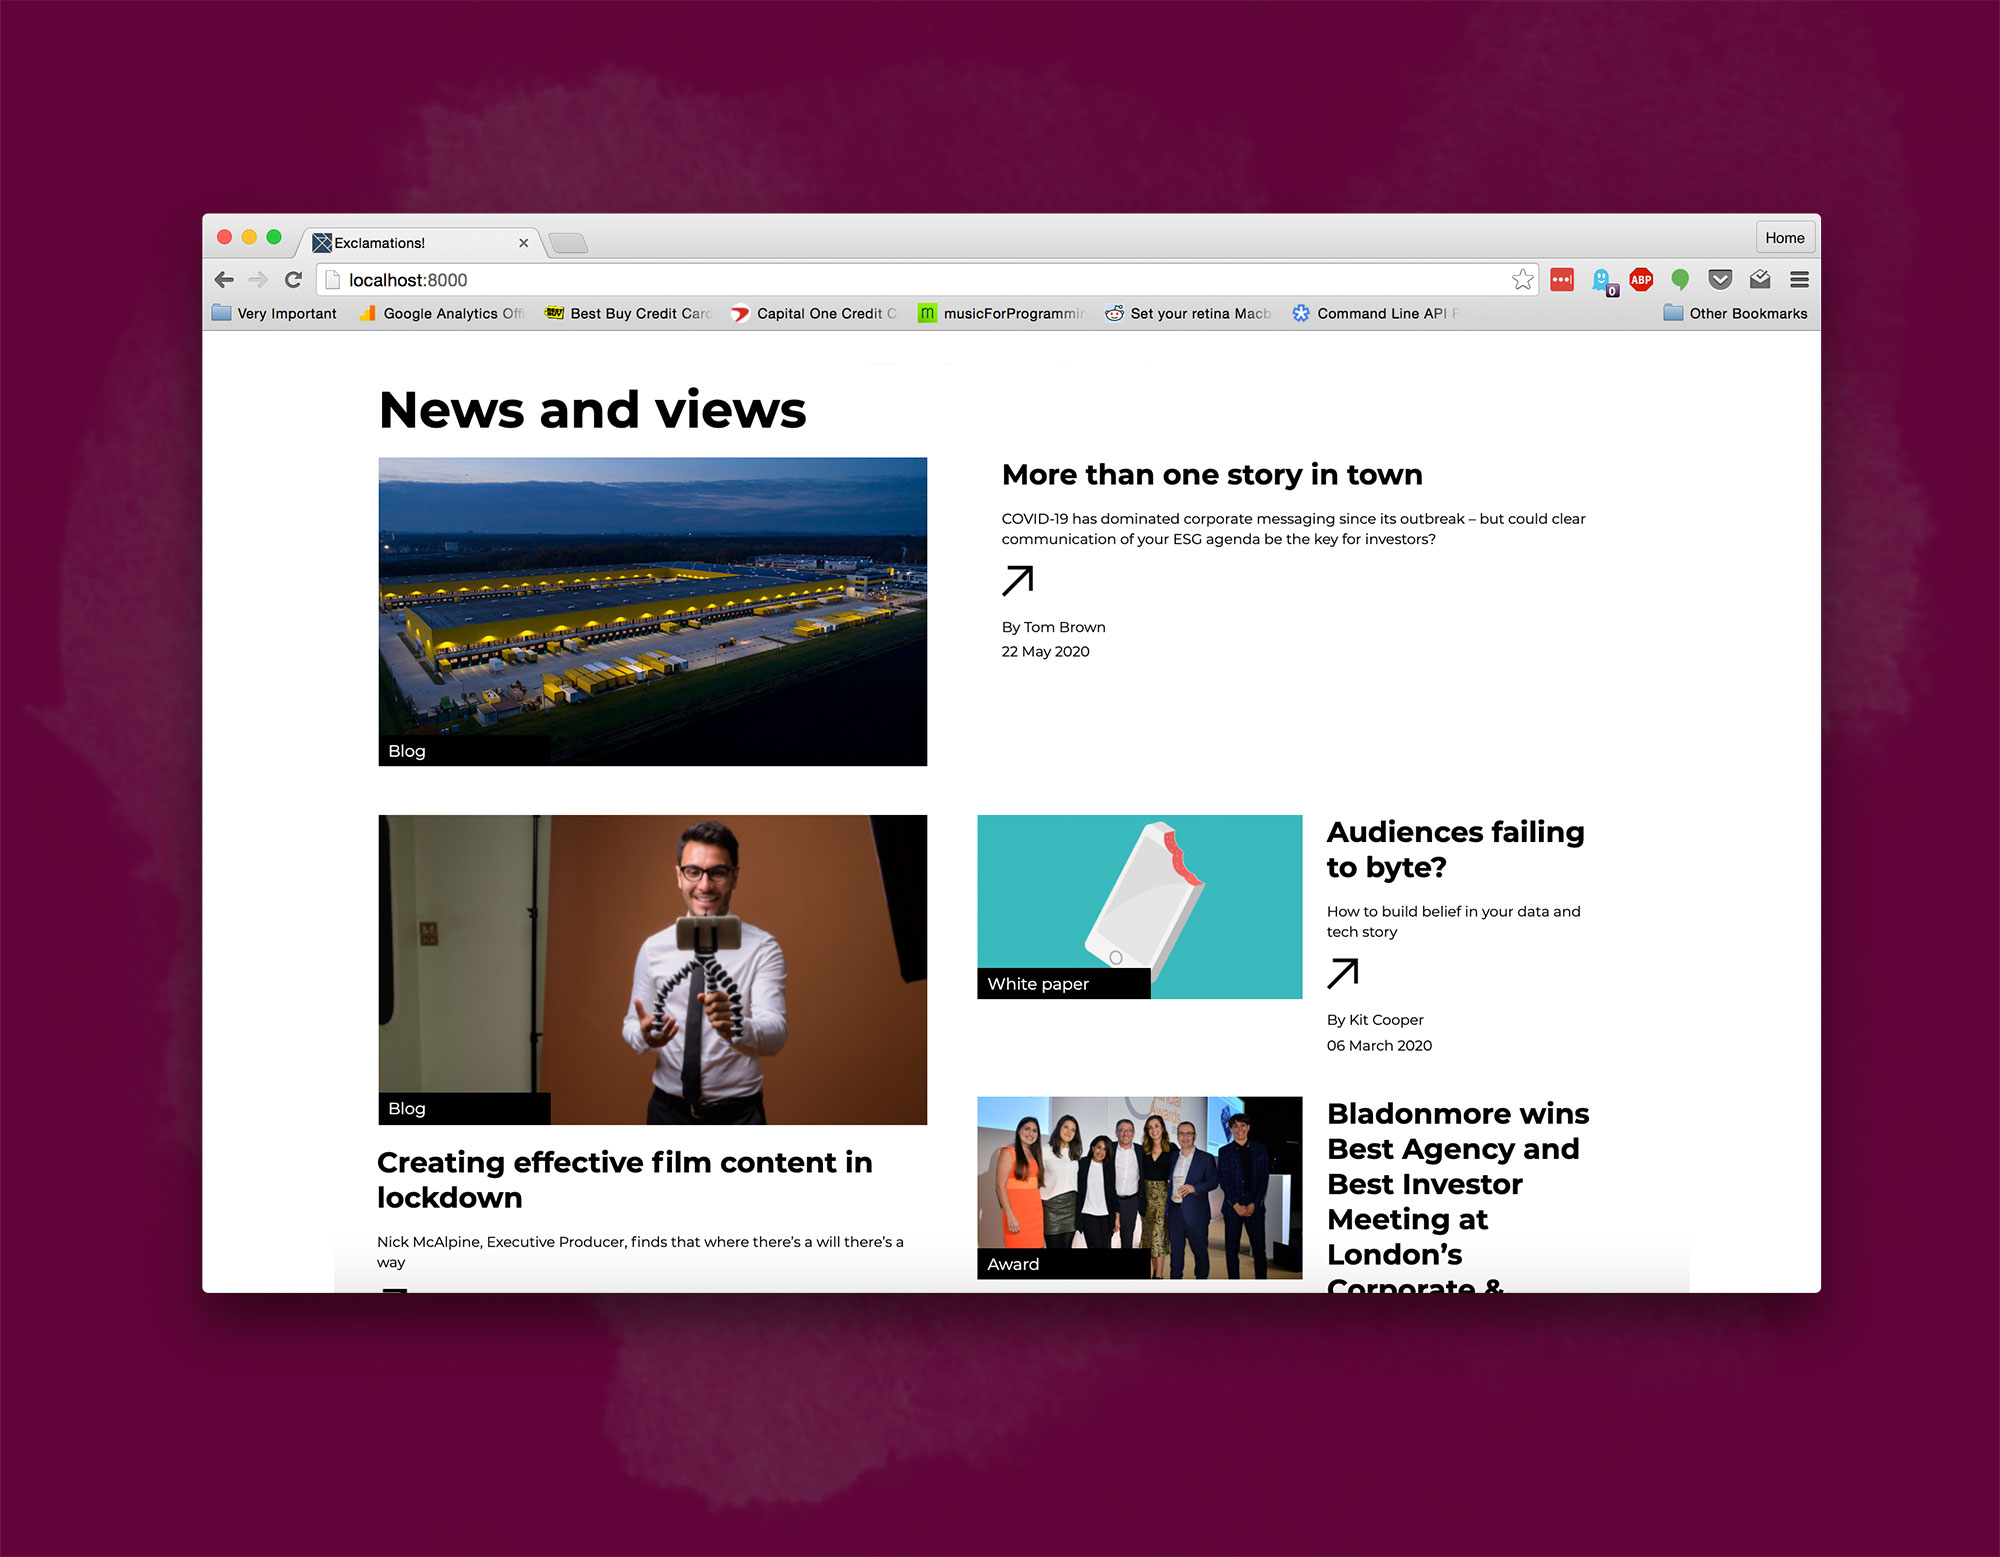 Exclamations!
Home
localhost:8000
ABP
0
Very Important
Google Analytics Offi
BEST BUY
Best Buy Credit Card
Capital One Credit C
m
musicForProgrammin
Set your retina Macb
Command Line API
Other Bookmarks
News and views
Blog
More than one story in town
COVID-19 has dominated corporate messaging since its outbreak – but could clear
communication of your ESG agenda be the key for investors?
By Tom Brown
22 May 2020
Blog
Creating effective film content in
lockdown
Nick McAlpine, Executive Producer, finds that where there’s a will there’s a
way
White paper
Audiences failing
to byte?
How to build belief in your data and
tech story
By Kit Cooper
06 March 2020
Awards
Award
Bladonmore wins
Best Agency and
Best Investor
Meeting at
London’s
Corporate &